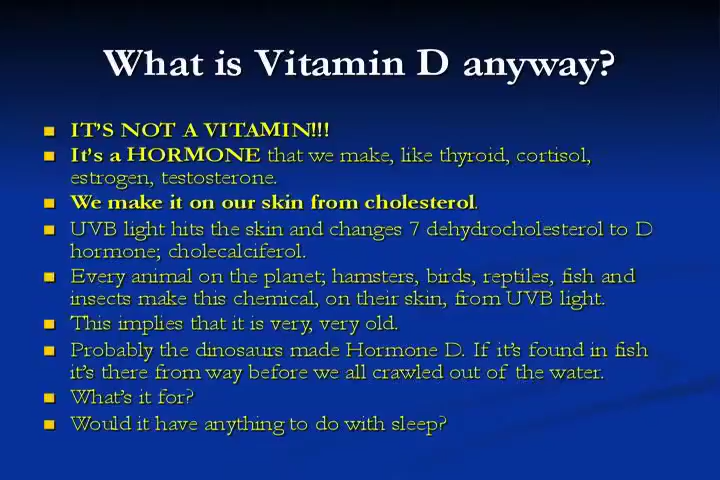 What is Vitamin D anyway?
IT'S NOT A VITAMIN!!!
It's a HORMONE that we make, like thyroid, cortisol,
estrogen, testosterone.
We make it on our skin from cholesterol.
UVB light hits the skin and changes 7 dehydrocholesterol to D
hormone; cholecalciferol.
Every animal on the planet; hamsters, birds, reptiles, fish and
insects make this chemical, on their skin, from UVB light.
This implies that it is very, very old.
Probably the dinosaurs made Hormone D. If it's found in fish
it's there from way before we all crawled out of the water.
What's it for?
Would it have anything to do with sleep?